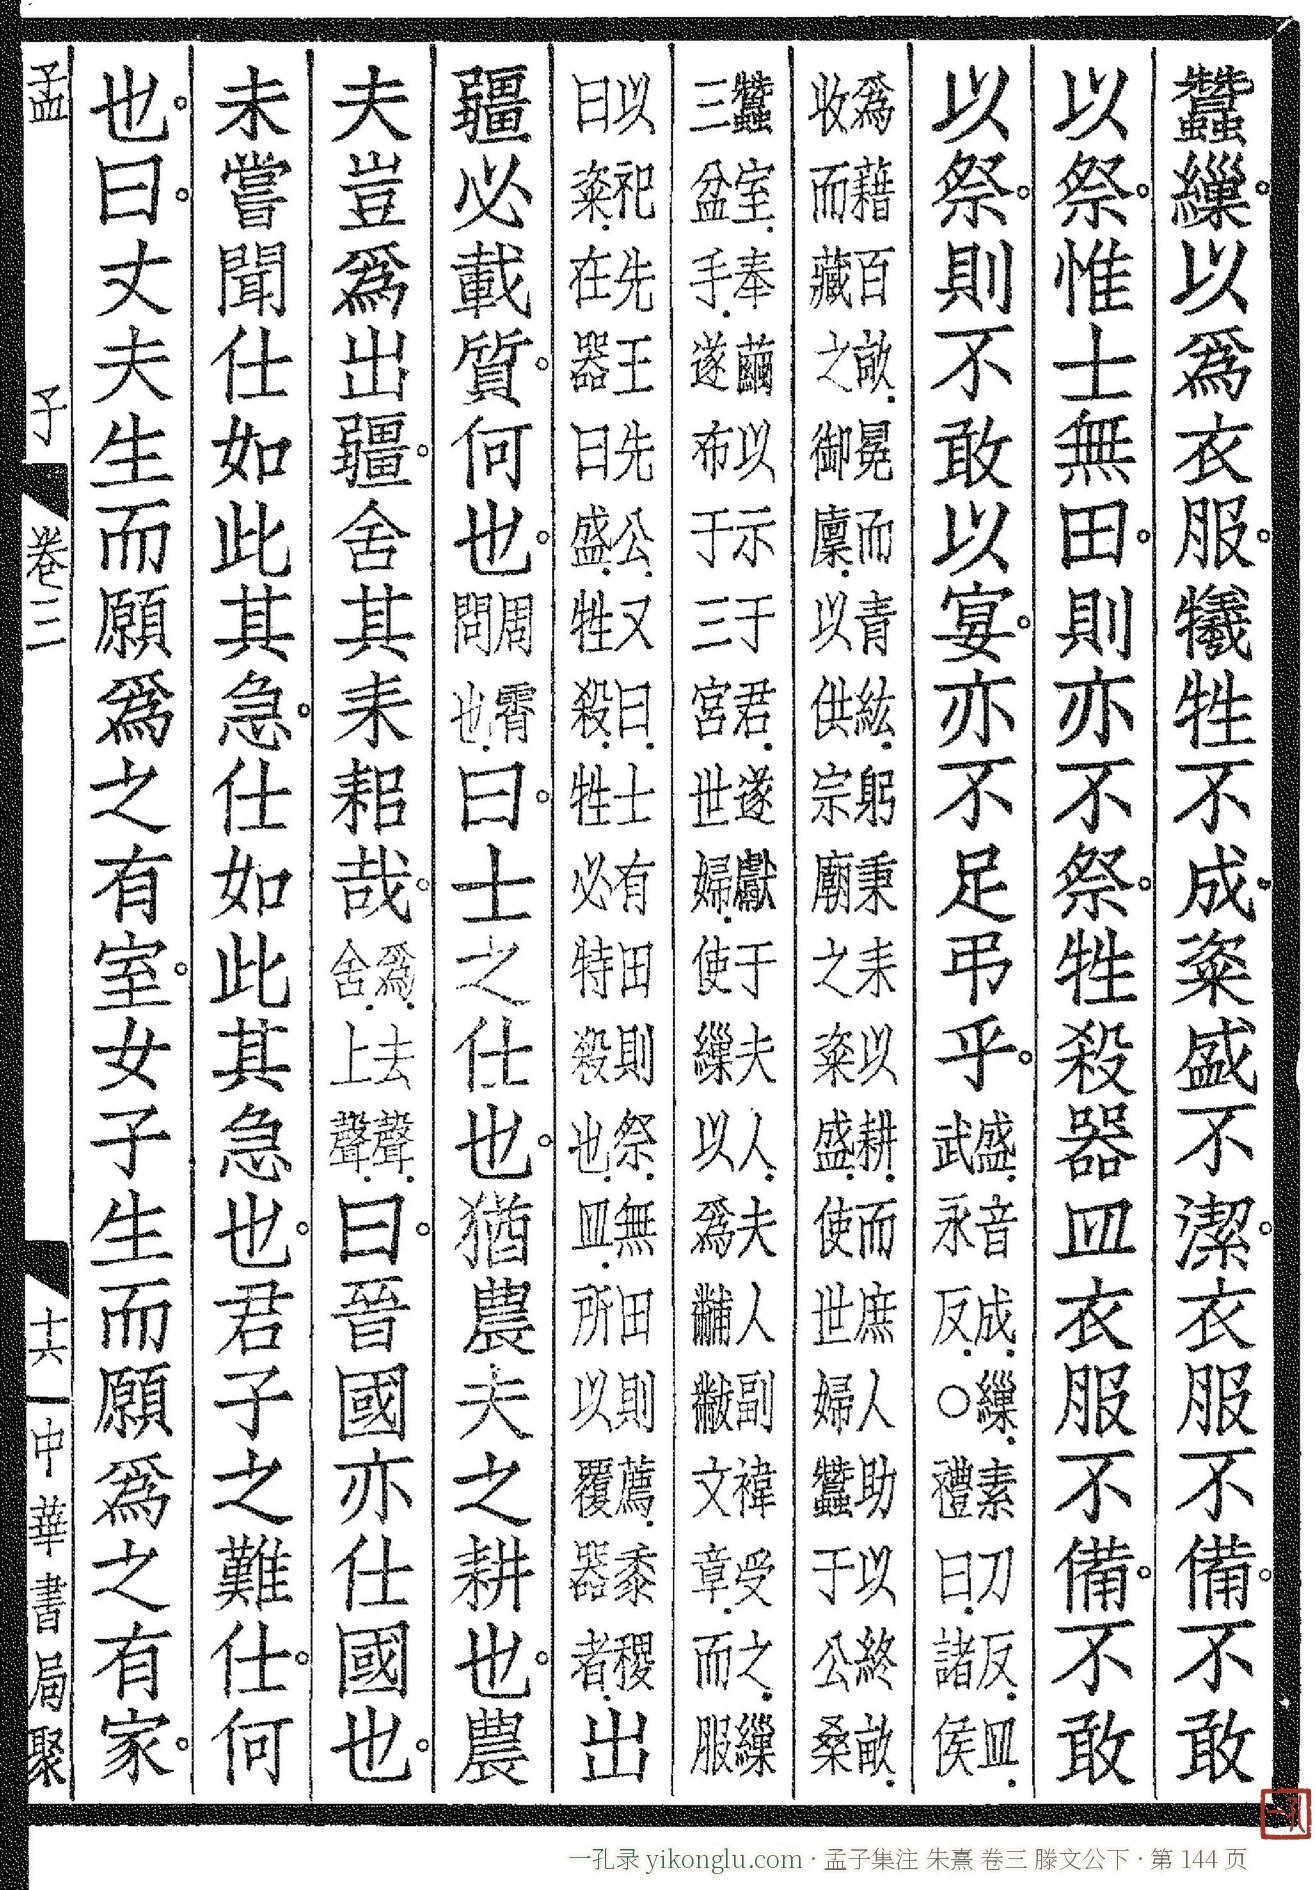 蠶繅。以爲衣服。犧牲不成。粢盛不潔。衣服不備。不敢
以祭。惟士無田。則亦不祭。牲殺器皿衣服不備。不敢
以祭。則不敢以宴。亦不足弔乎。
盛.音成.繅.素刀反.皿.
武永反.○禮曰.諸侯
爲藉百畝.冕而青紘.躬秉耒以耕.而庶人助以終畝.
收而藏之御廩.以供宗廟之粢盛.使世婦蠶于公桑
蠶室.奉繭以示于君.遂獻于夫人.夫人副褘受之.繅
三盆手.遂布于三宮世婦.使繅以爲黼黻文章.而服
以祀先王先公.又曰.士有田則祭.無田則薦.黍稷
曰粢.在器曰盛.牲殺.牲必特殺也.皿.所以覆器者.
出
疆必載質。何也。
周霄
問也.
曰。士之仕也。猶農夫之耕也。農
夫豈爲出疆。舍其耒耜哉。
爲.去聲.
舍.上聲.
曰。晉國亦仕國也。
未嘗聞仕如此其急。仕如此其急也。君子之難仕。何
也。曰。丈夫生而願爲之有室。女子生而願爲之有家。
孟子 卷三 十六 中華書局聚
一孔录 yikonglu.com · 孟子集注 朱熹 卷三 滕文公下 · 第 144 页